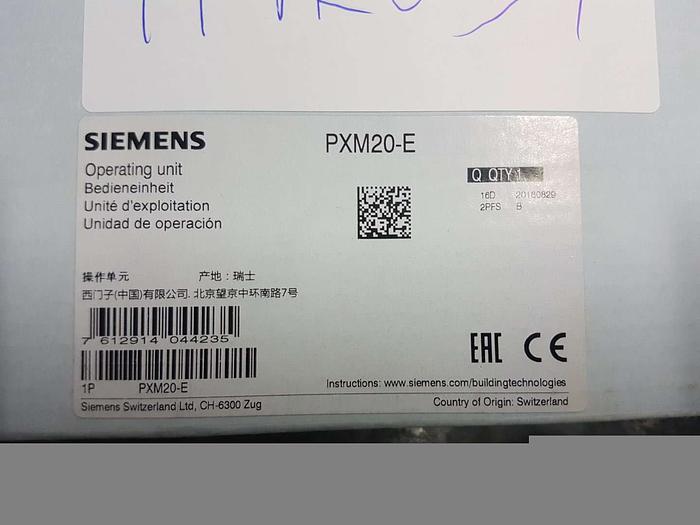 SIEMENS
PXM20-E
Operating unit
Bedieneinheit
Unité d'exploitation
Unidad de operación
Q QTY 1
16D 20180829
2PFS B
操作单元 产地：瑞士
西门子(中国)有限公司. 北京望京中环南路7号
7 612914 044235
EAC CE
1P PXM20-E
Instructions: www.siemens.com/buildingtechnologies
Siemens Switzerland Ltd, CH-6300 Zug
Country of Origin: Switzerland